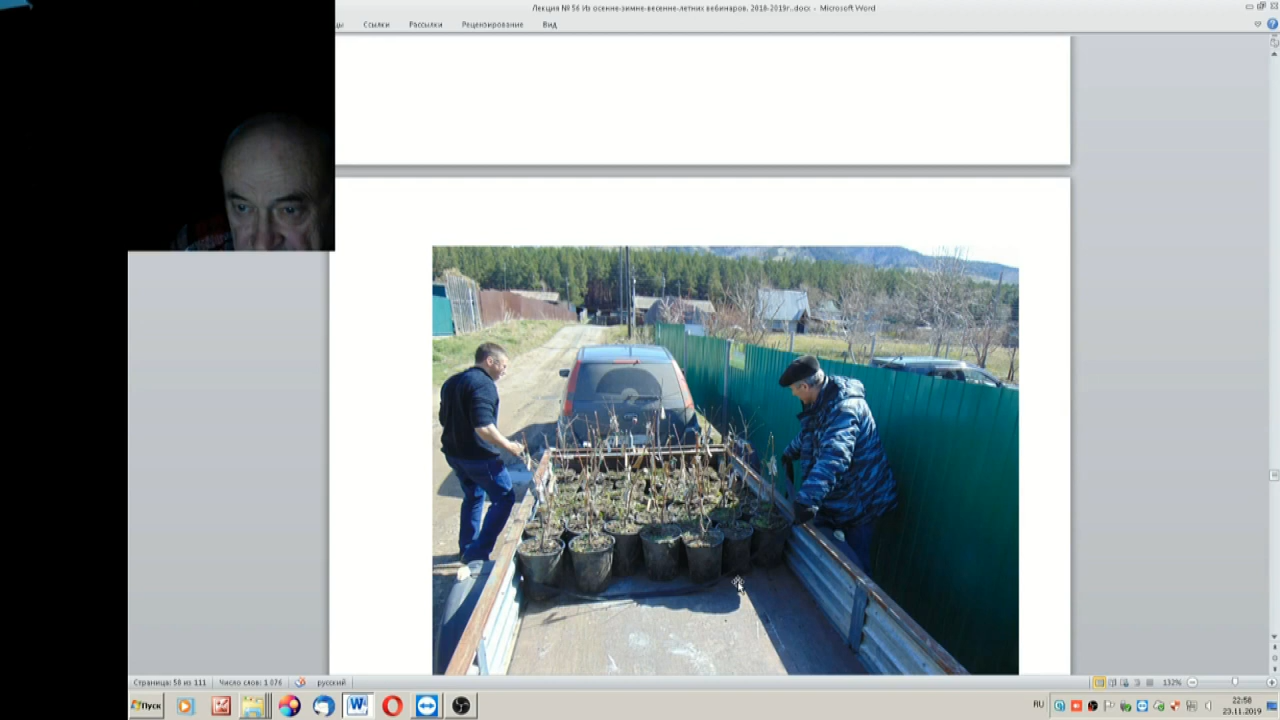 Лекция № 56 Из осенне-зимне-весенне-летних вебинаров. 2018-2019г..docx - Microsoft Word
Ссылки Рассылки Рецензирование Вид
Страница: 58 из 111 Число слов: 1 076 русский 132%
Пуск RU 22:58
23.11.2019